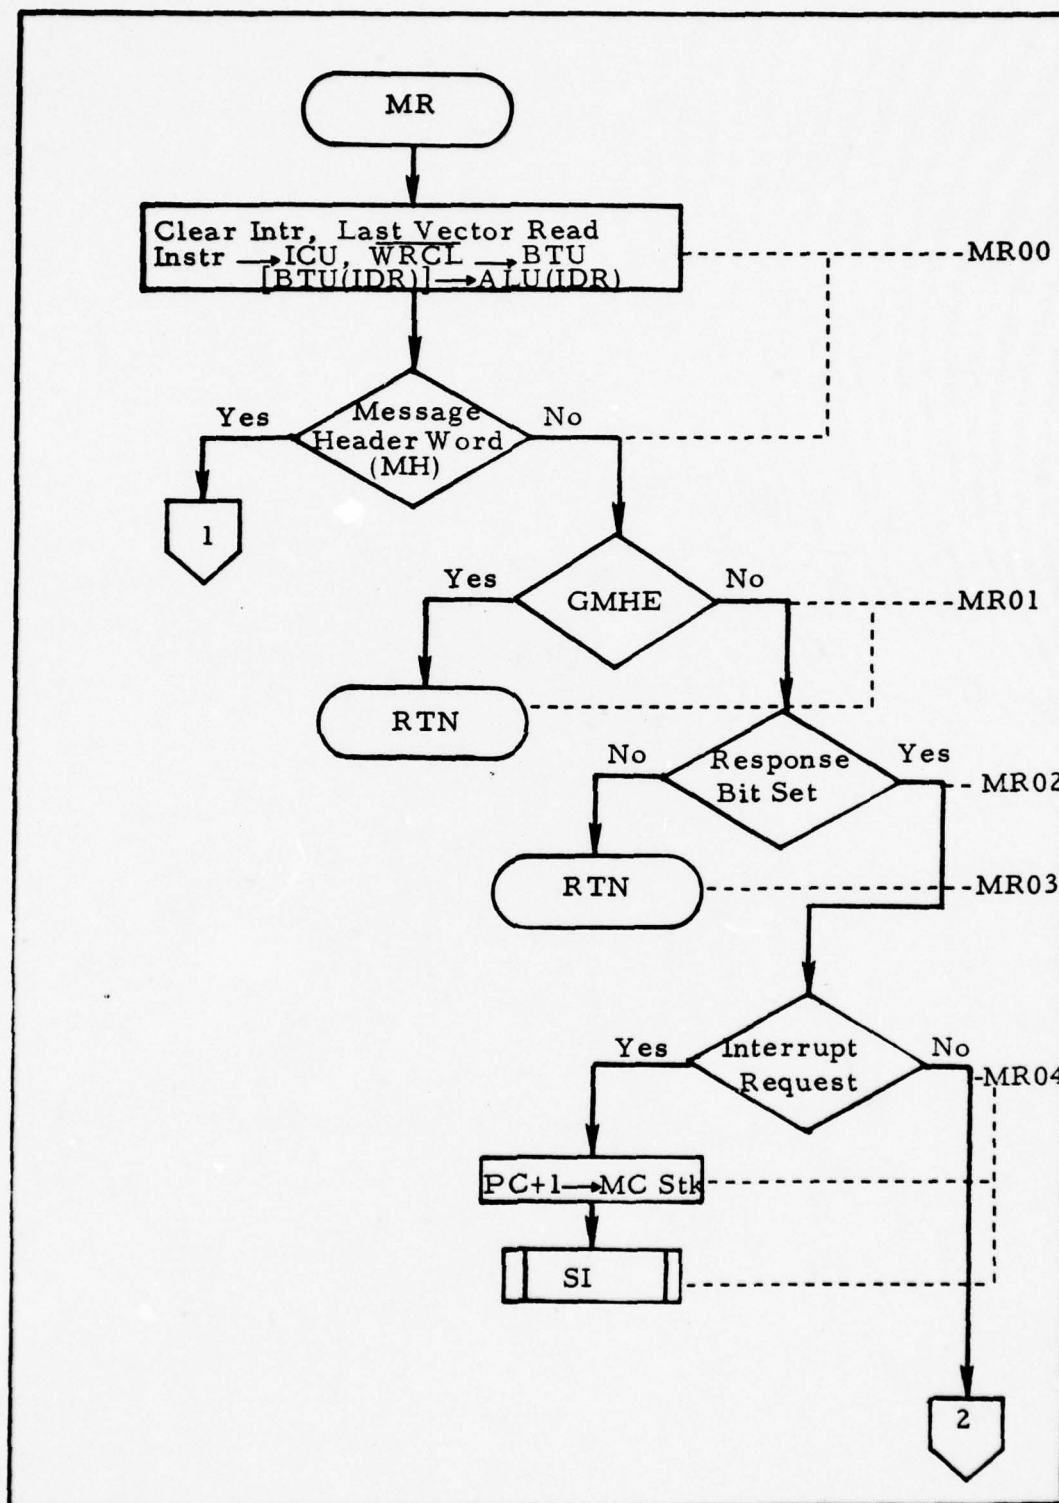 MR
Clear Intr, Last Vector Read
Instr → ICU, WRCL → BTU
[BTU(IDR)] → ALU(IDR)
MR00
Yes
Message
Header Word
(MH)
No
1
Yes
GMHE
No
MR01
RTN
No
Response
Bit Set
Yes
MR02
RTN
MR03
Yes
Interrupt
Request
No
MR04
PC+1 → MC Stk
SI
2